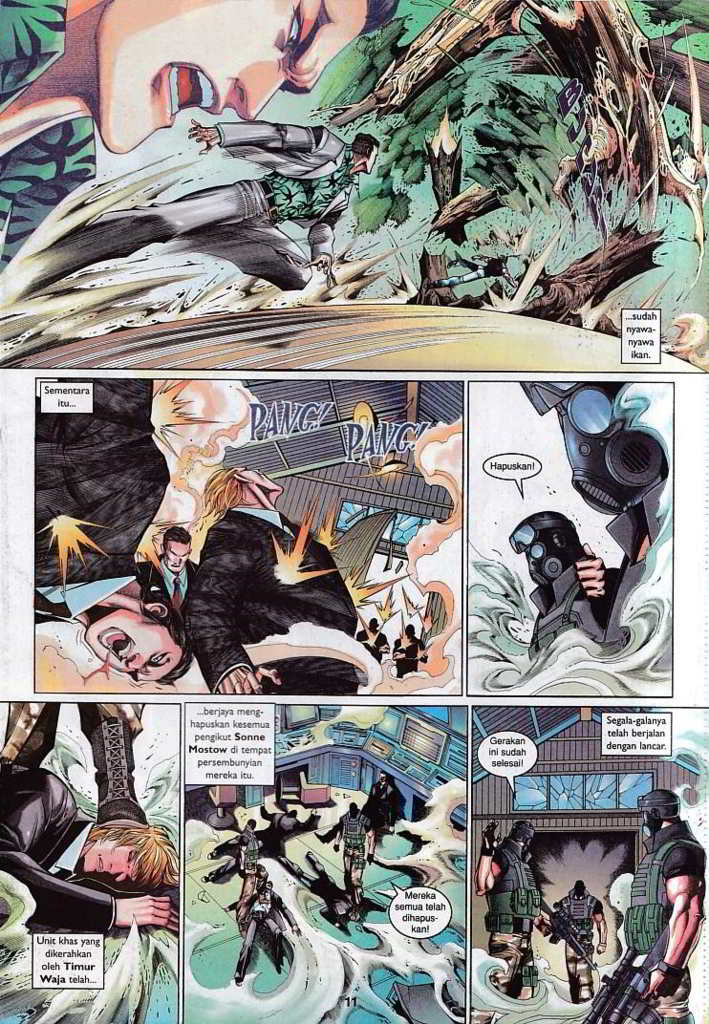 ...sudah
nyawa-
nyawa
ikan.
Sementara
itu...
PANG!
PANG!
Hapuskan!
Unit khas yang
dikerahkan
oleh Timur
Waja telah...
...berjaya meng-
hapuskan kesemua
pengikut Sonne
Mostow di tempat
persembunyian
mereka itu.
Mereka
semua telah
dihapus-
kan!
Gerakan
ini sudah
selesai!
Segala-galanya
telah berjalan
dengan lancar.
11